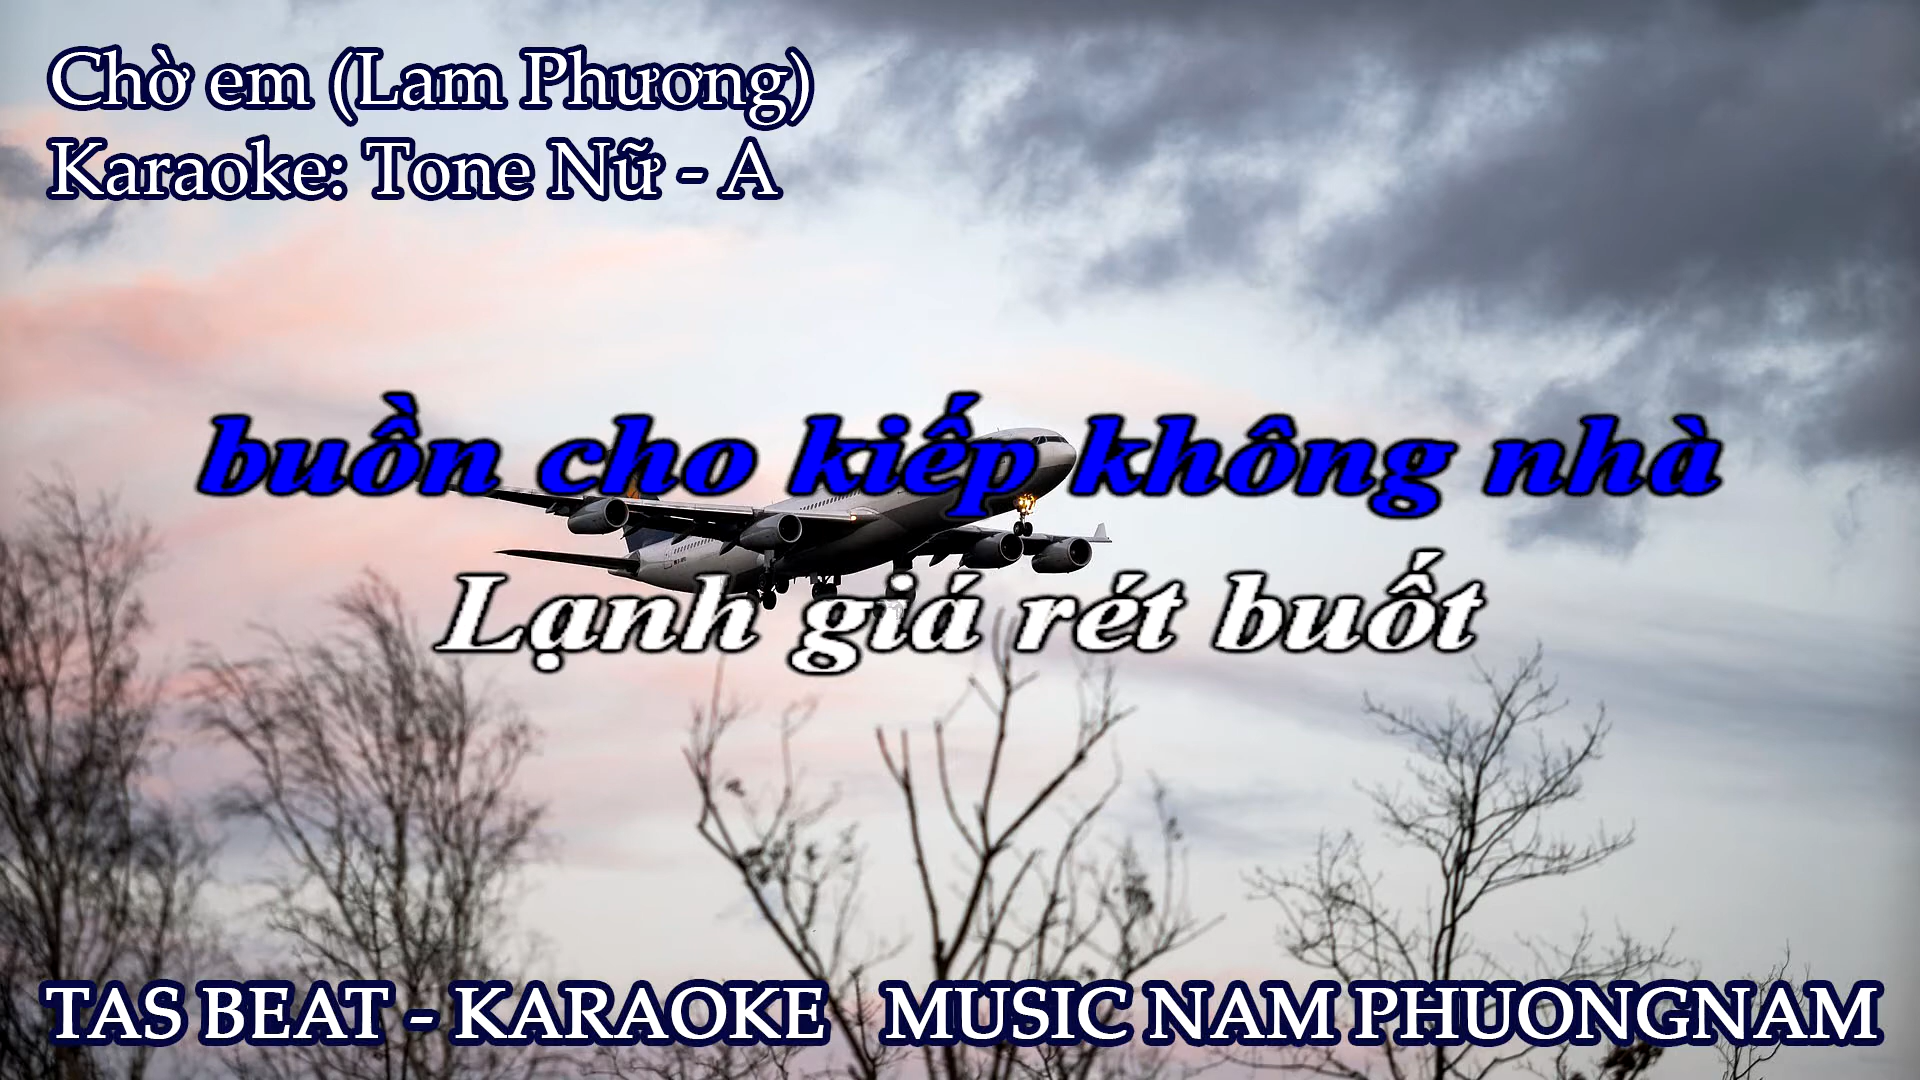 Chờ em (Lam Phương)
Karaoke: Tone Nữ - A
buồn cho kiếp không nhà
Lạnh giá rét buốt
TAS BEAT - KARAOKE MUSIC NAM PHUONGNAM